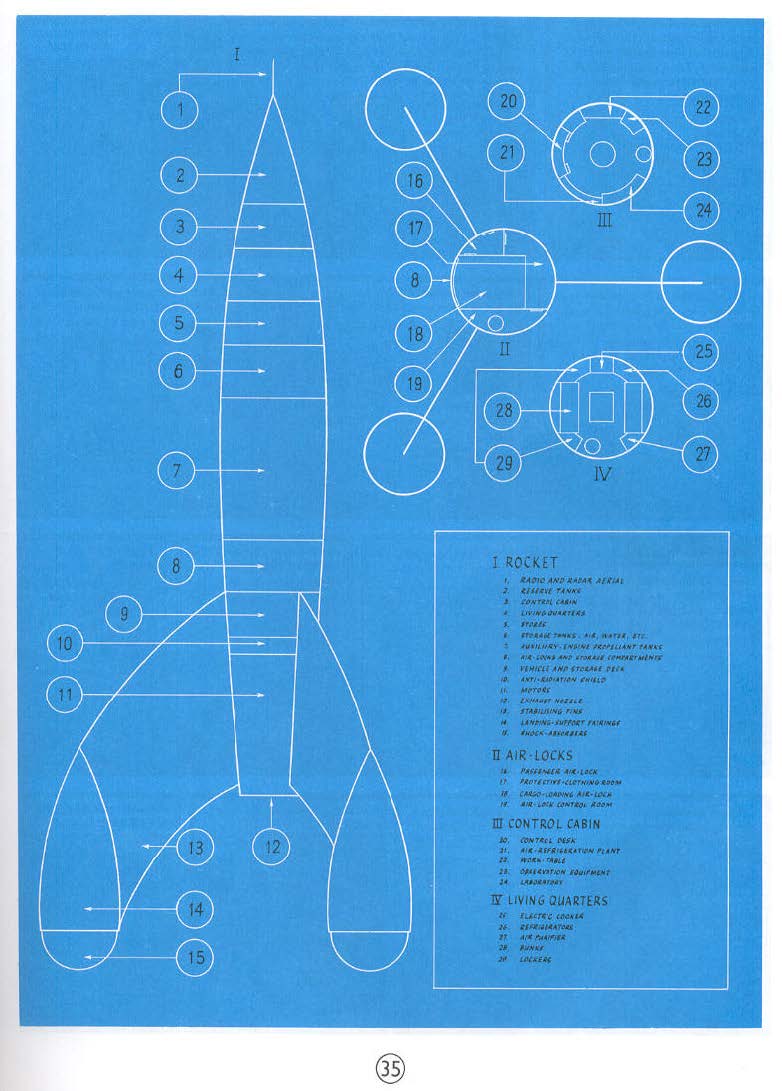 I
1
2
3
4
5
6
7
8
9
10
11
12
13
14
15
16
17
8
18
19
II
20
21
22
23
24
III
25
26
27
28
29
IV
I ROCKET
1. RADIO AND RADAR AERIAL
2. RESERVE TANKS
3. CONTROL CABIN
4. LIVING QUARTERS
5. STORES
6. STORAGE TANKS: AIR, WATER, ETC.
7. AUXILIARY-ENGINE PROPELLANT TANKS
8. AIR-LOCKS AND STORAGE COMPARTMENTS
9. VEHICLE AND STORAGE DECK
10. ANTI-RADIATION SHIELD
11. MOTORS
12. EXHAUST NOZZLE
13. STABILISING FINS
14. LANDING-SUPPORT FAIRINGS
15. SHOCK-ABSORBERS
II AIR-LOCKS
16. PASSENGER AIR-LOCK
17. PROTECTIVE-CLOTHING ROOM
18. CARGO-LOADING AIR-LOCK
19. AIR-LOCK CONTROL ROOM
III CONTROL CABIN
20. CONTROL DESK
21. AIR-REFRIGERATION PLANT
22. WORK-TABLE
23. OBSERVATION EQUIPMENT
24. LABORATORY
IV LIVING QUARTERS
25. ELECTRIC COOKER
26. REFRIGERATORS
27. AIR PURIFIER
28. BUNKS
29. LOCKERS
35